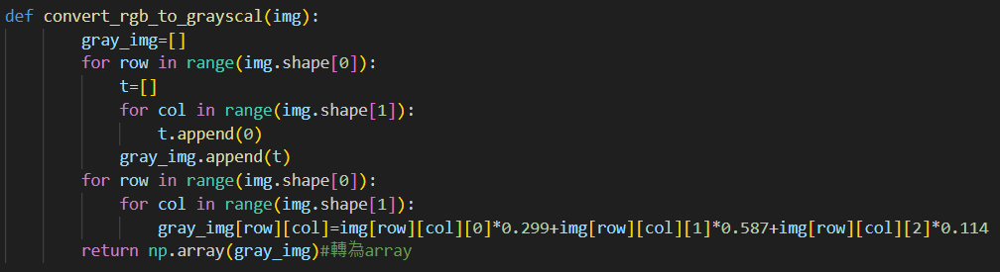 def convert_rgb_to_grayscal(img):
        gray_img=[]
        for row in range(img.shape[0]):
            t=[]
            for col in range(img.shape[1]):
                t.append(0)
            gray_img.append(t)
        for row in range(img.shape[0]):
            for col in range(img.shape[1]):
                gray_img[row][col]=img[row][col][0]*0.299+img[row][col][1]*0.587+img[row][col][2]*0.114
        return np.array(gray_img)#轉為array